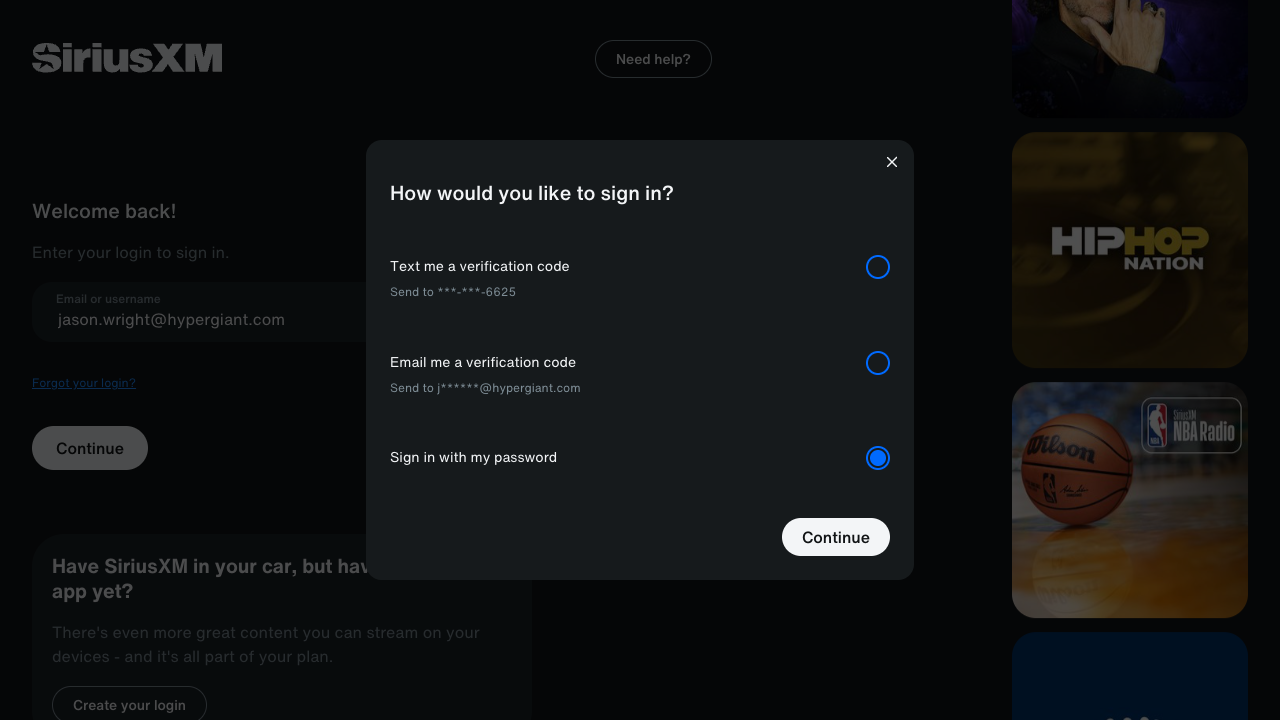 SiriusXM
Need help?
Welcome back!
Enter your login to sign in.
Email or username
jason.wright@hypergiant.com
Forgot your login?
Continue
Have SiriusXM in your car, but hav
app yet?
There's even more great content you can stream on your
devices - and it's all part of your plan.
Create your login
How would you like to sign in?
Text me a verification code
Send to ***-***-6625
Email me a verification code
Send to j******@hypergiant.com
Sign in with my password
Continue
HIPHOP
NATION
SiriusXM
NBA Radio
Wilson